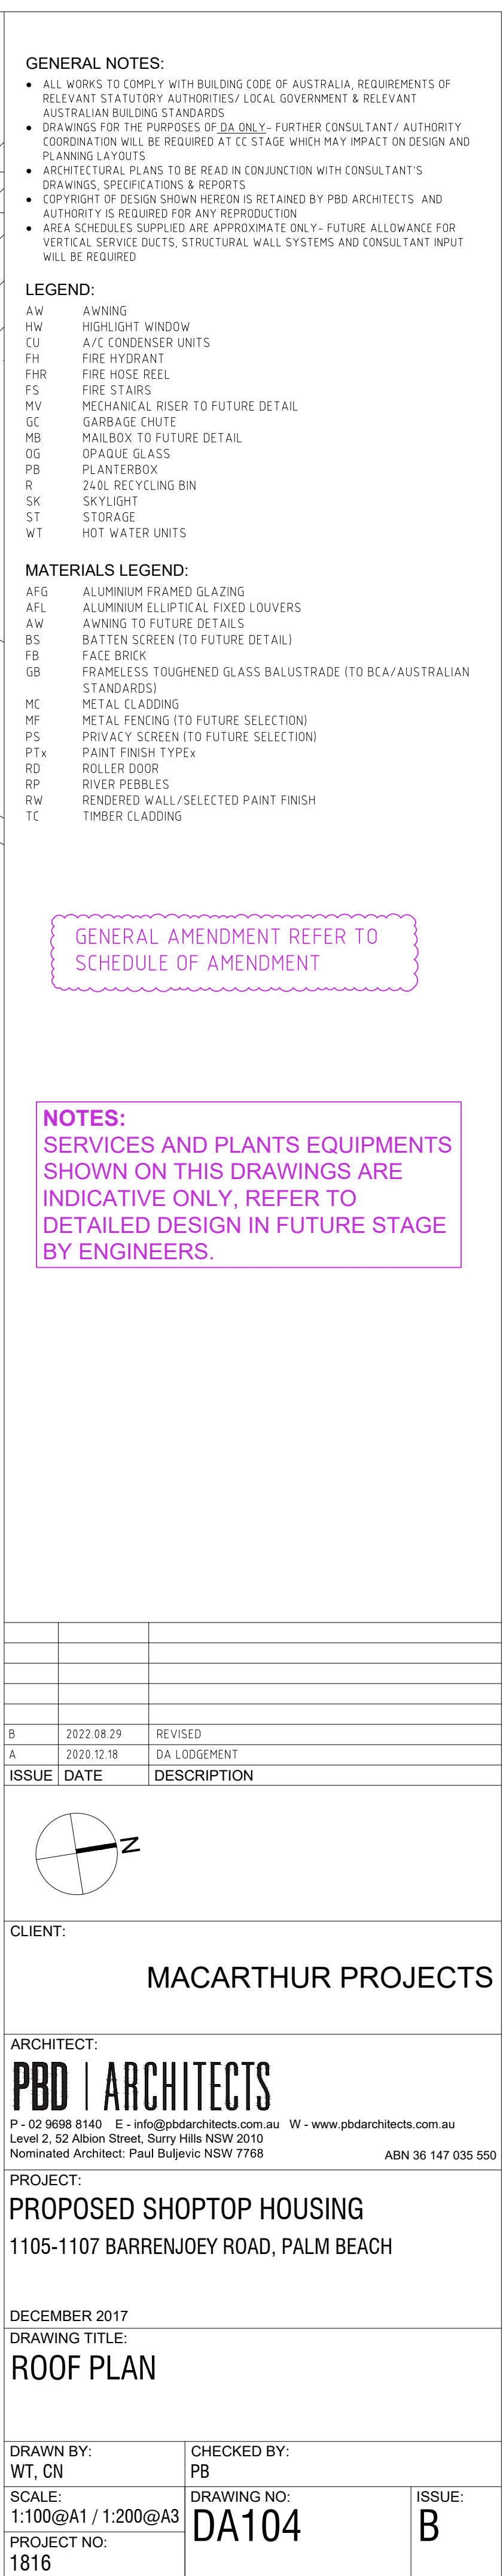 GENERAL NOTES:
● ALL WORKS TO COMPLY WITH BUILDING CODE OF AUSTRALIA, REQUIREMENTS OF
RELEVANT STATUTORY AUTHORITIES/ LOCAL GOVERNMENT & RELEVANT
AUSTRALIAN BUILDING STANDARDS
● DRAWINGS FOR THE PURPOSES OF DA ONLY- FURTHER CONSULTANT/ AUTHORITY
COORDINATION WILL BE REQUIRED AT CC STAGE WHICH MAY IMPACT ON DESIGN AND
PLANNING LAYOUTS
● ARCHITECTURAL PLANS TO BE READ IN CONJUNCTION WITH CONSULTANT'S
DRAWINGS, SPECIFICATIONS & REPORTS
● COPYRIGHT OF DESIGN SHOWN HEREON IS RETAINED BY PBD ARCHITECTS AND
AUTHORITY IS REQUIRED FOR ANY REPRODUCTION
● AREA SCHEDULES SUPPLIED ARE APPROXIMATE ONLY- FUTURE ALLOWANCE FOR
VERTICAL SERVICE DUCTS, STRUCTURAL WALL SYSTEMS AND CONSULTANT INPUT
WILL BE REQUIRED
LEGEND:
AW AWNING
HW HIGHLIGHT WINDOW
CU A/C CONDENSER UNITS
FH FIRE HYDRANT
FHR FIRE HOSE REEL
FS FIRE STAIRS
MV MECHANICAL RISER TO FUTURE DETAIL
GC GARBAGE CHUTE
MB MAILBOX TO FUTURE DETAIL
OG OPAQUE GLASS
PB PLANTERBOX
R 240L RECYCLING BIN
SK SKYLIGHT
ST STORAGE
WT HOT WATER UNITS
MATERIALS LEGEND:
AFG ALUMINIUM FRAMED GLAZING
AFL ALUMINIUM ELLIPTICAL FIXED LOUVERS
AW AWNING TO FUTURE DETAILS
BS BATTEN SCREEN (TO FUTURE DETAIL)
FB FACE BRICK
GB FRAMELESS TOUGHENED GLASS BALUSTRADE (TO BCA/AUSTRALIAN
STANDARDS)
MC METAL CLADDING
MF METAL FENCING (TO FUTURE SELECTION)
PS PRIVACY SCREEN (TO FUTURE SELECTION)
PTx PAINT FINISH TYPEx
RD ROLLER DOOR
RP RIVER PEBBLES
RW RENDERED WALL/SELECTED PAINT FINISH
TC TIMBER CLADDING
GENERAL AMENDMENT REFER TO
SCHEDULE OF AMENDMENT
NOTES:
SERVICES AND PLANTS EQUIPMENTS
SHOWN ON THIS DRAWINGS ARE
INDICATIVE ONLY, REFER TO
DETAILED DESIGN IN FUTURE STAGE
BY ENGINEERS.
B 2022.08.29 REVISED
A 2020.12.18 DA LODGEMENT
ISSUE DATE DESCRIPTION
N
CLIENT:
MACARTHUR PROJECTS
ARCHITECT:
PBD | ARCHITECTS
P - 02 9698 8140 E - info@pbdarchitects.com.au W - www.pbdarchitects.com.au
Level 2, 52 Albion Street, Surry Hills NSW 2010
Nominated Architect: Paul Buljevic NSW 7768 ABN 36 147 035 550
PROJECT:
PROPOSED SHOPTOP HOUSING
1105-1107 BARRENJOEY ROAD, PALM BEACH
DECEMBER 2017
DRAWING TITLE:
ROOF PLAN
DRAWN BY: CHECKED BY:
WT, CN PB
SCALE: DRAWING NO: ISSUE:
1:100@A1 / 1:200@A3 DA104 B
PROJECT NO:
1816